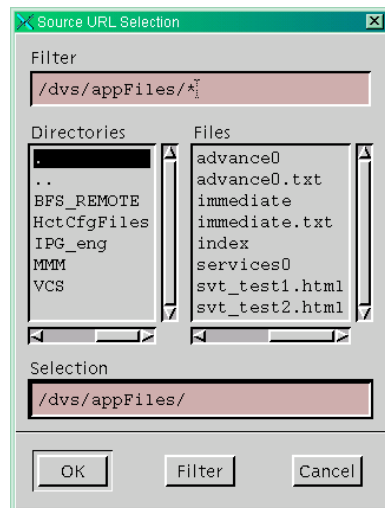 Source URL Selection
Filter
/dvs/appFiles/*
Directories
Files
.
..
BFS_REMOTE
HctCfgFiles
IPG_eng
MMM
VCS
advance0
advance0.txt
immediate
immediate.txt
index
services0
svt_test1.html
svt_test2.html
Selection
/dvs/appFiles/
OK
Filter
Cancel